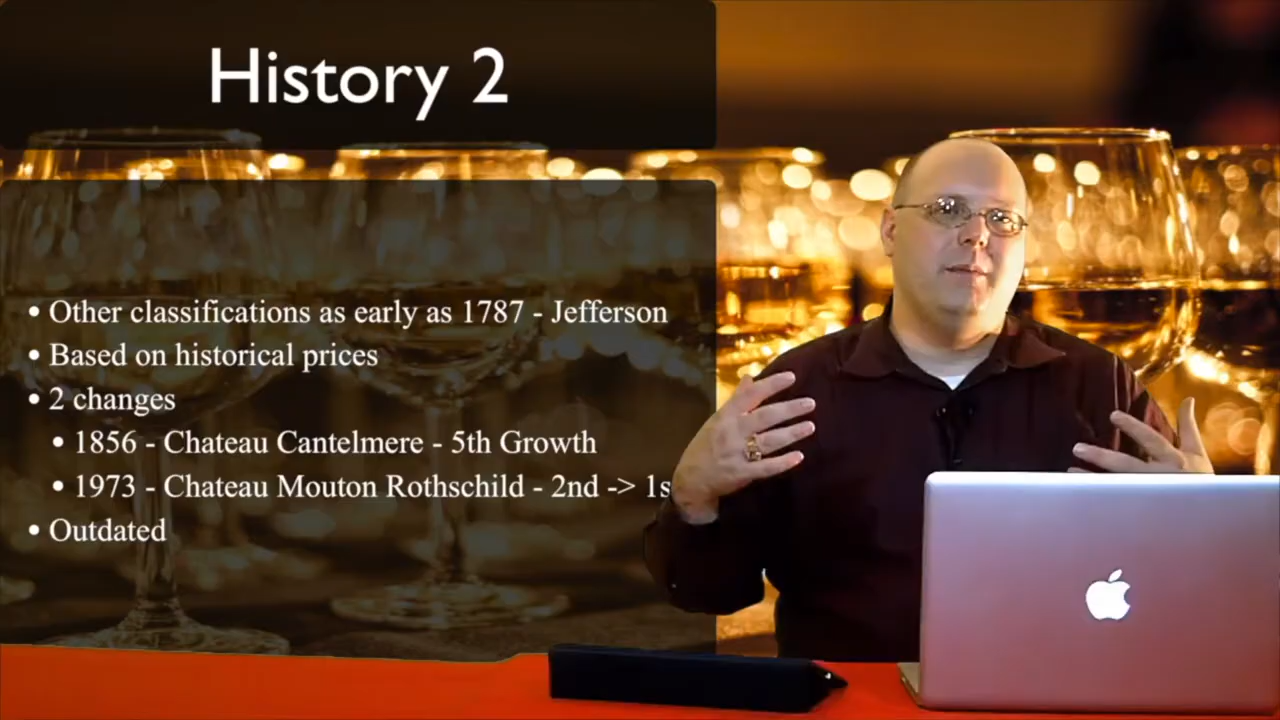 History 2
• Other classifications as early as 1787 - Jefferson
• Based on historical prices
• 2 changes
• 1856 - Chateau Cantelmere - 5th Growth
• 1973 - Chateau Mouton Rothschild - 2nd -> 1s
• Outdated